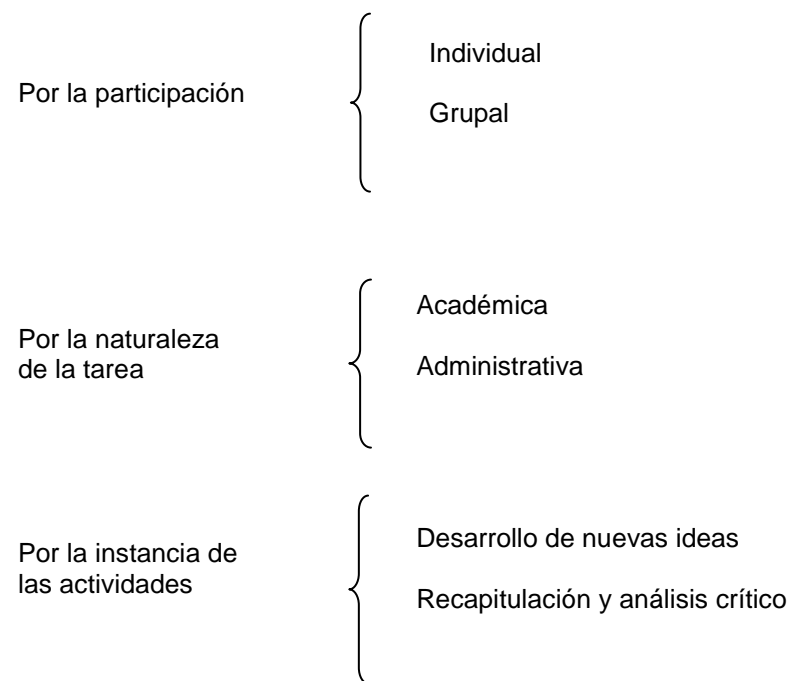 Por la participación
Individual
Grupal
Por la naturaleza
de la tarea
Académica
Administrativa
Por la instancia de
las actividades
Desarrollo de nuevas ideas
Recapitulación y análisis crítico